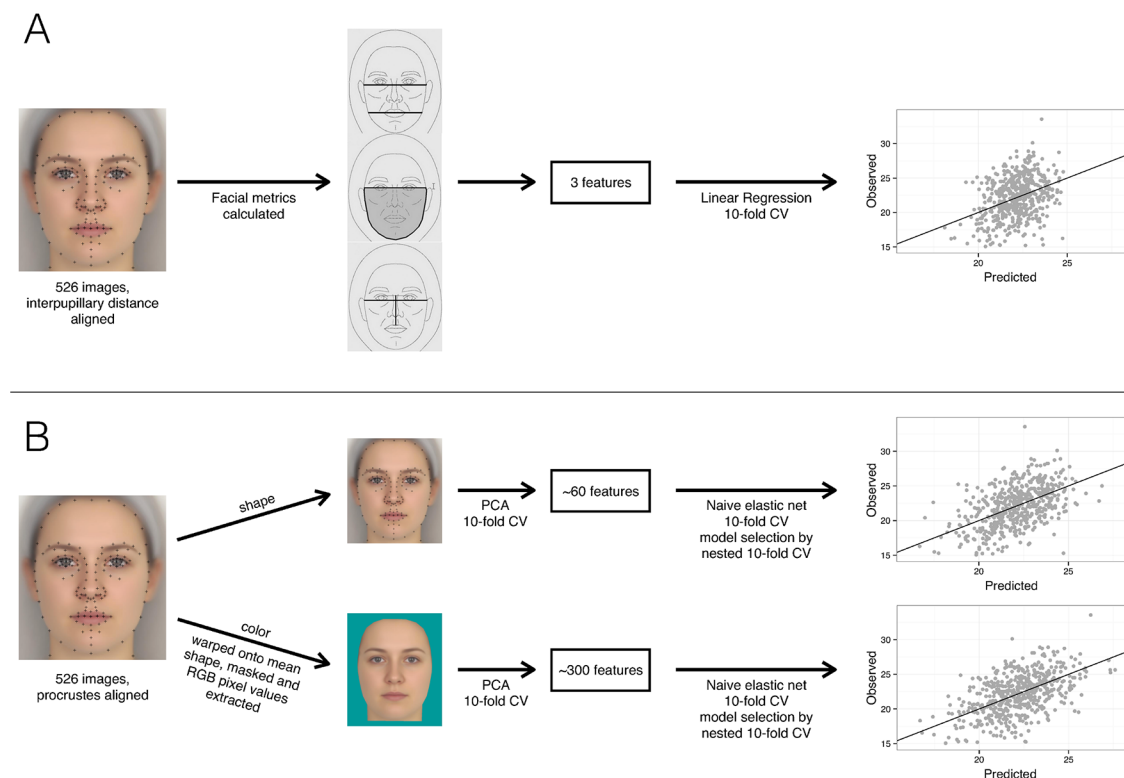 A
526 images,
interpupillary distance
aligned
Facial metrics
calculated
3 features
Linear Regression
10-fold CV
Observed
30
25
20
15
20
25
Predicted
B
526 images,
procrustes aligned
shape
color
warped onto mean
shape, masked and
RGB pixel values
extracted
PCA
10-fold CV
~60 features
Naive elastic net
10-fold CV
model selection by
nested 10-fold CV
Observed
30
25
20
15
20
25
Predicted
PCA
10-fold CV
~300 features
Naive elastic net
10-fold CV
model selection by
nested 10-fold CV
Observed
30
25
20
15
20
25
Predicted